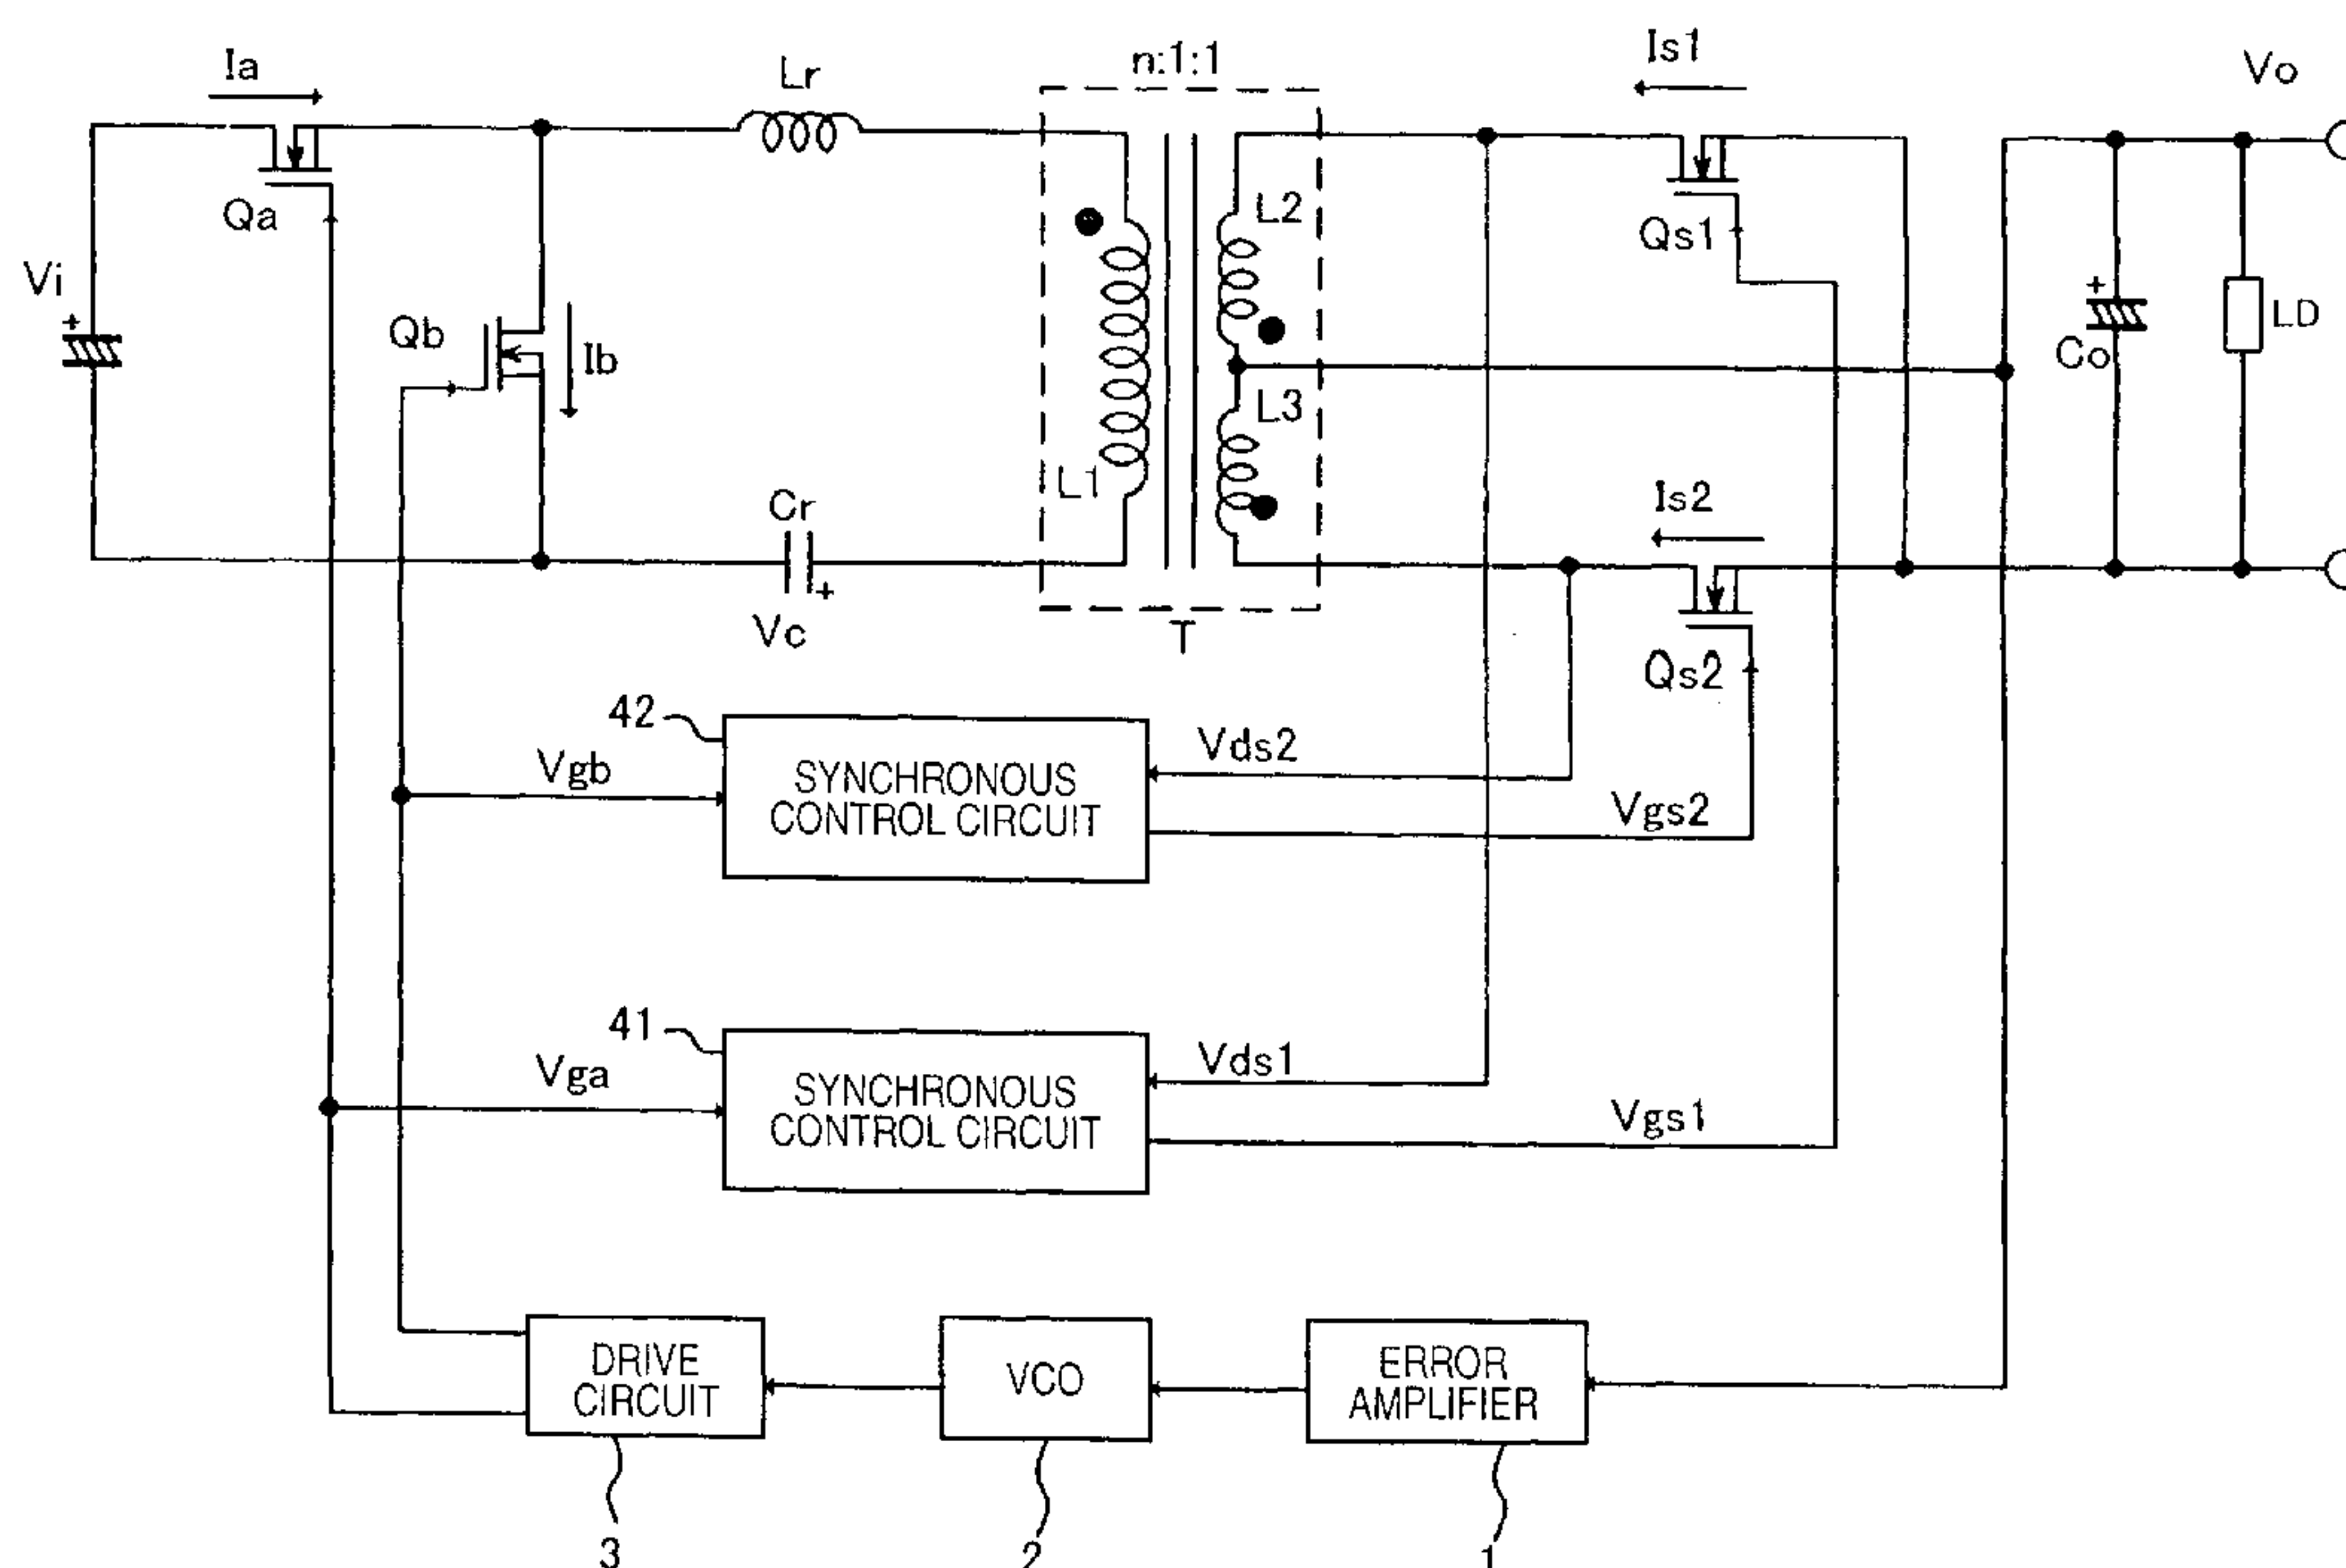 Ia
Lr
n:1:1
Is1
Vo
Qa
L2
Qs1
Vi
+
Qb
Ib
+
Co
LD
L3
L1
Cr
+
Vc
T
Is2
Qs2
42
Vgb
SYNCHRONOUS
CONTROL CIRCUIT
Vds2
Vgs2
41
Vga
SYNCHRONOUS
CONTROL CIRCUIT
Vds1
Vgs1
DRIVE
CIRCUIT
VCO
ERROR
AMPLIFIER
3
2
1